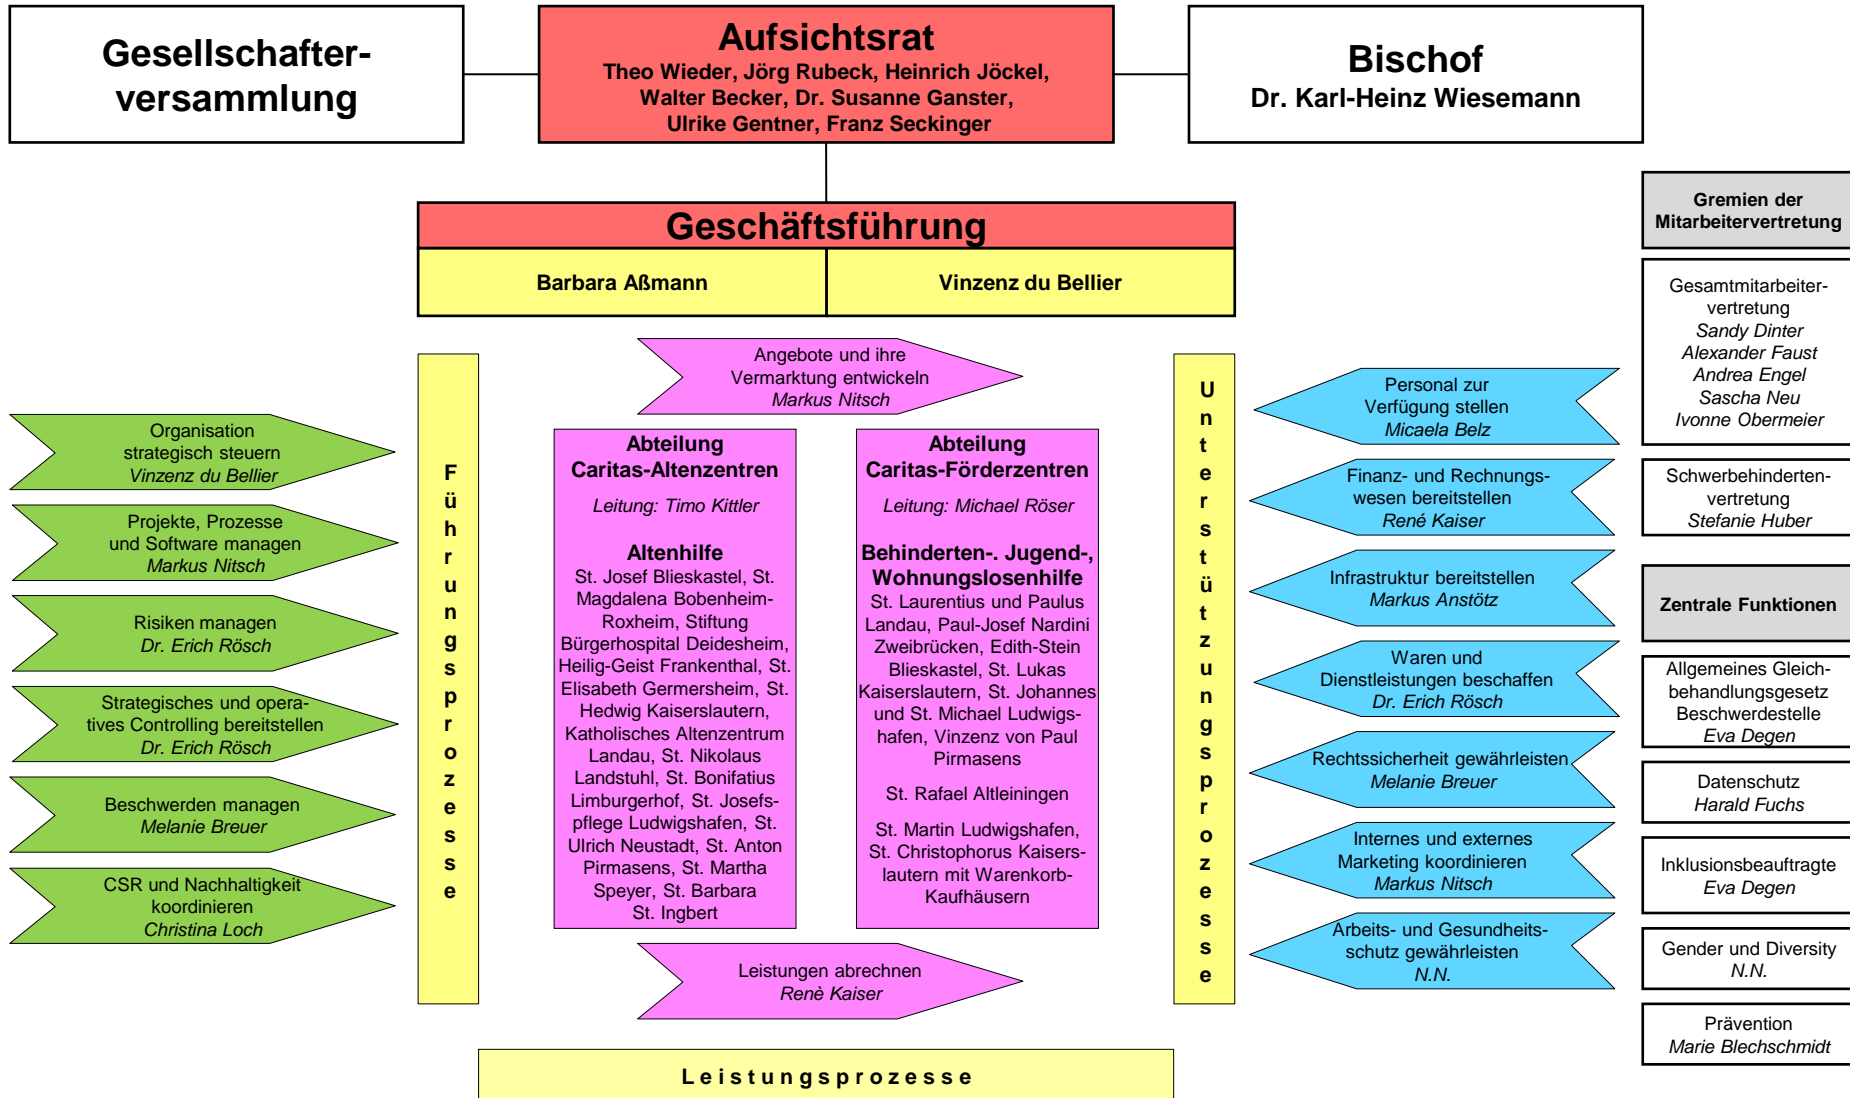 Gesellschafter-
versammlung
Aufsichtsrat
Theo Wieder, Jörg Rubeck, Heinrich Jöckel,
Walter Becker, Dr. Susanne Ganster,
Ulrike Gentner, Franz Seckinger
Bischof
Dr. Karl-Heinz Wiesemann
Geschäftsführung
Barbara Aßmann
Vinzenz du Bellier
Führungsprozesse
Organisation
strategisch steuern
Vinzenz du Bellier
Projekte, Prozesse
und Software managen
Markus Nitsch
Risiken managen
Dr. Erich Rösch
Strategisches und opera-
tives Controlling bereitstellen
Dr. Erich Rösch
Beschwerden managen
Melanie Breuer
CSR und Nachhaltigkeit
koordinieren
Christina Loch
Angebote und ihre
Vermarktung entwickeln
Markus Nitsch
Abteilung
Caritas-Altenzentren
Leitung: Timo Kittler
Altenhilfe
St. Josef Blieskastel, St.
Magdalena Bobenheim-
Roxheim, Stiftung
Bürgerhospital Deidesheim,
Heilig-Geist Frankenthal, St.
Elisabeth Germersheim, St.
Hedwig Kaiserslautern,
Katholisches Altenzentrum
Landau, St. Nikolaus
Landstuhl, St. Bonifatius
Limburgerhof, St. Josefs-
pflege Ludwigshafen, St.
Ulrich Neustadt, St. Anton
Pirmasens, St. Martha
Speyer, St. Barbara
St. Ingbert
Abteilung
Caritas-Förderzentren
Leitung: Michael Röser
Behinderten-. Jugend-,
Wohnungslosenhilfe
St. Laurentius und Paulus
Landau, Paul-Josef Nardini
Zweibrücken, Edith-Stein
Blieskastel, St. Lukas
Kaiserslautern, St. Johannes
und St. Michael Ludwigs-
hafen, Vinzenz von Paul
Pirmasens
St. Rafael Altleiningen
St. Martin Ludwigshafen,
St. Christophorus Kaisers-
lautern mit Warenkorb-
Kaufhäusern
Leistungen abrechnen
Renè Kaiser
Leistungsprozesse
Unterstützungsprozesse
Personal zur
Verfügung stellen
Micaela Belz
Finanz- und Rechnungs-
wesen bereitstellen
René Kaiser
Infrastruktur bereitstellen
Markus Anstötz
Waren und
Dienstleistungen beschaffen
Dr. Erich Rösch
Rechtssicherheit gewährleisten
Melanie Breuer
Internes und externes
Marketing koordinieren
Markus Nitsch
Arbeits- und Gesundheits-
schutz gewährleisten
N.N.
Gremien der
Mitarbeitervertretung
Gesamtmitarbeiter-
vertretung
Sandy Dinter
Alexander Faust
Andrea Engel
Sascha Neu
Ivonne Obermeier
Schwerbehinderten-
vertretung
Stefanie Huber
Zentrale Funktionen
Allgemeines Gleich-
behandlungsgesetz
Beschwerdestelle
Eva Degen
Datenschutz
Harald Fuchs
Inklusionsbeauftragte
Eva Degen
Gender und Diversity
N.N.
Prävention
Marie Blechschmidt